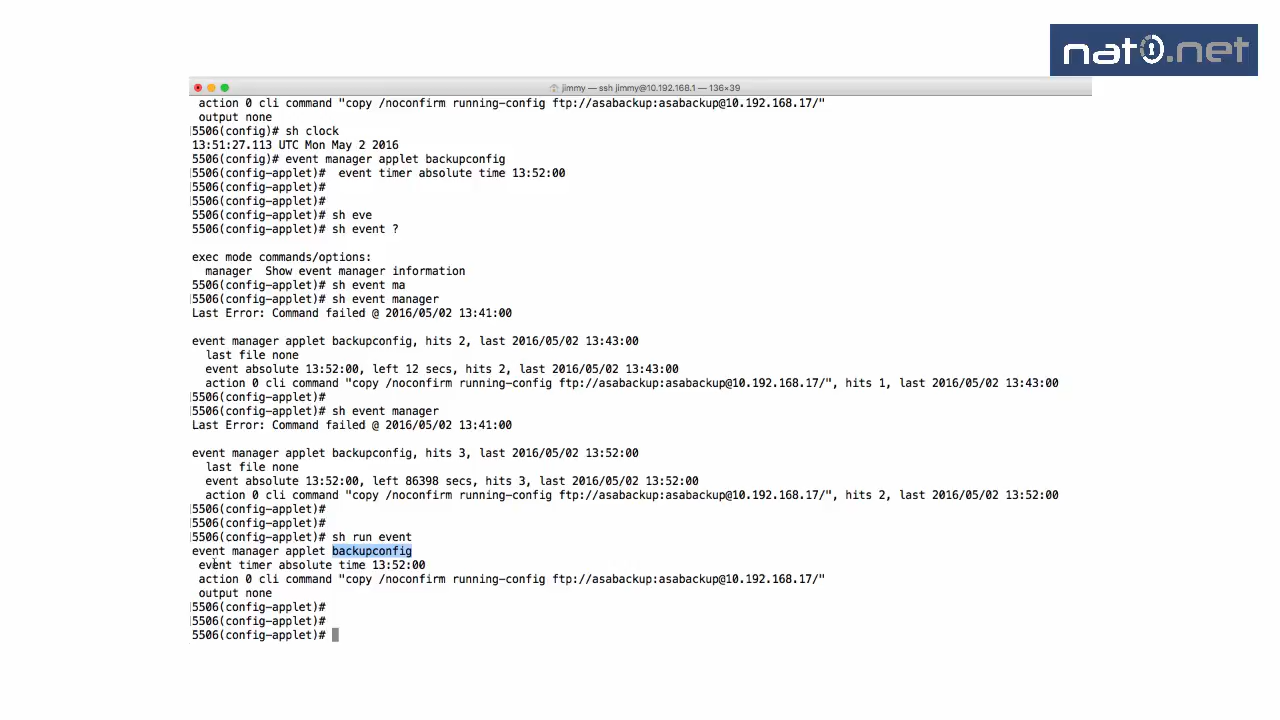 nat0.net
jimmy — ssh jimmy@10.192.168.1 — 136×39
action 0 cli command "copy /noconfirm running-config ftp://asabackup:asabackup@10.192.168.17/"
output none
5506(config)# sh clock
13:51:27.113 UTC Mon May 2 2016
5506(config)# event manager applet backupconfig
5506(config-applet)#  event timer absolute time 13:52:00
5506(config-applet)#
5506(config-applet)#
5506(config-applet)# sh eve
5506(config-applet)# sh event ?
exec mode commands/options:
manager  Show event manager information
5506(config-applet)# sh event ma
5506(config-applet)# sh event manager
Last Error: Command failed @ 2016/05/02 13:41:00
event manager applet backupconfig, hits 2, last 2016/05/02 13:43:00
last file none
event absolute 13:52:00, left 12 secs, hits 2, last 2016/05/02 13:43:00
action 0 cli command "copy /noconfirm running-config ftp://asabackup:asabackup@10.192.168.17/", hits 1, last 2016/05/02 13:43:00
5506(config-applet)#
5506(config-applet)# sh event manager
Last Error: Command failed @ 2016/05/02 13:41:00
event manager applet backupconfig, hits 3, last 2016/05/02 13:52:00
last file none
event absolute 13:52:00, left 86398 secs, hits 3, last 2016/05/02 13:52:00
action 0 cli command "copy /noconfirm running-config ftp://asabackup:asabackup@10.192.168.17/", hits 2, last 2016/05/02 13:52:00
5506(config-applet)#
5506(config-applet)#
5506(config-applet)# sh run event
event manager applet backupconfig
event timer absolute time 13:52:00
action 0 cli command "copy /noconfirm running-config ftp://asabackup:asabackup@10.192.168.17/"
output none
5506(config-applet)#
5506(config-applet)#
5506(config-applet)#